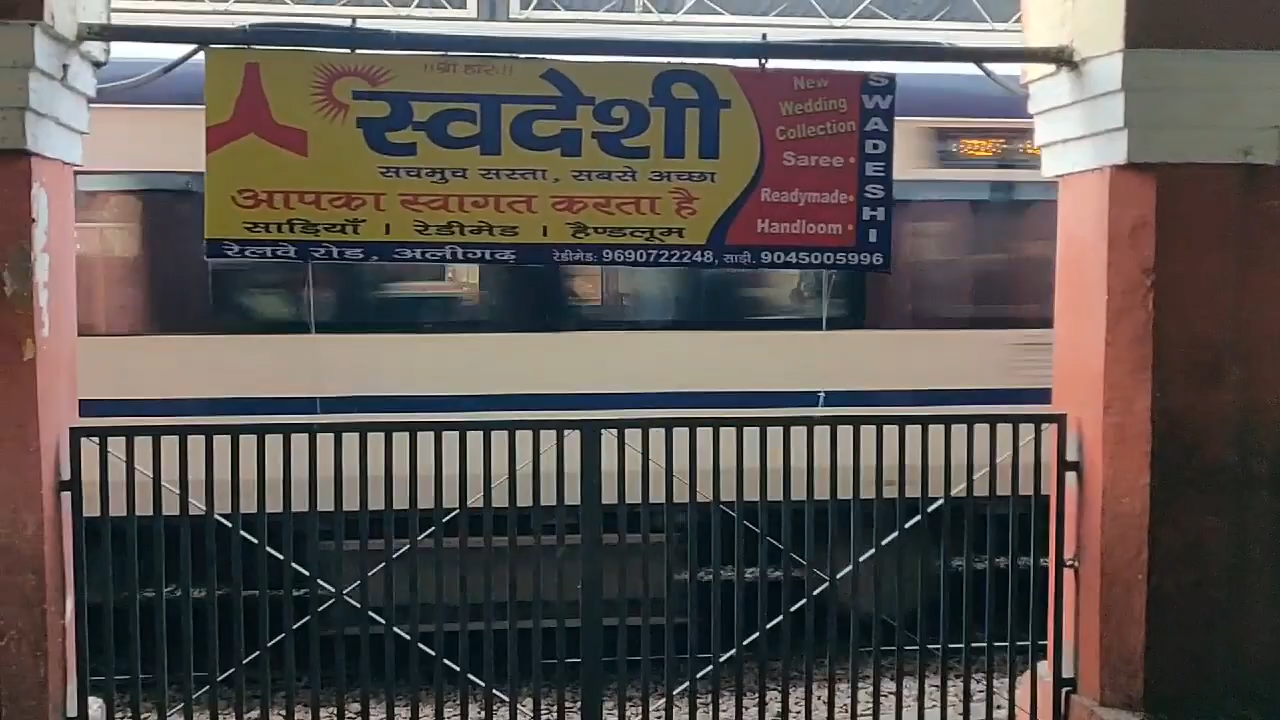 ।।श्री हरिः।।
स्वदेशी
सचमुच सस्ता, सबसे अच्छा
आपका स्वागत करता है
साड़ियाँ । रेडीमेड । हैण्डलूम
रेलवे रोड, अलीगढ़ रेडीमेड: 9690722248, साड़ी. 9045005996
New
Wedding
Collection
Saree •
Readymade•
Handloom •
SWADESHI